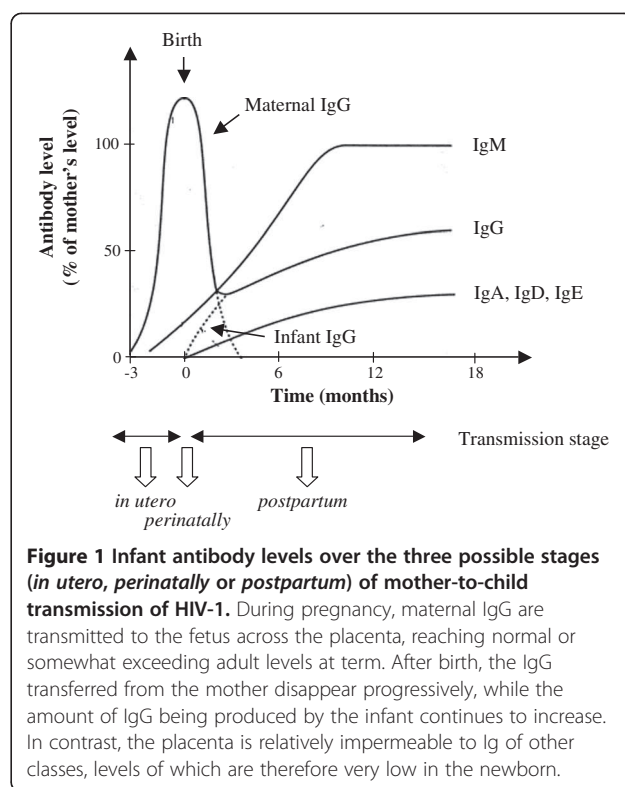 Birth
Maternal IgG
Antibody level
(% of mother's level)
100
50
0
IgM
IgG
IgA, IgD, IgE
Infant IgG
-3
0
6
12
18
Time (months)
Transmission stage
in utero
perinatally
postpartum
Figure 1 Infant antibody levels over the three possible stages
(in utero, perinatally or postpartum) of mother-to-child
transmission of HIV-1. During pregnancy, maternal IgG are
transmitted to the fetus across the placenta, reaching normal or
somewhat exceeding adult levels at term. After birth, the IgG
transferred from the mother disappear progressively, while the
amount of IgG being produced by the infant continues to increase.
In contrast, the placenta is relatively impermeable to Ig of other
classes, levels of which are therefore very low in the newborn.